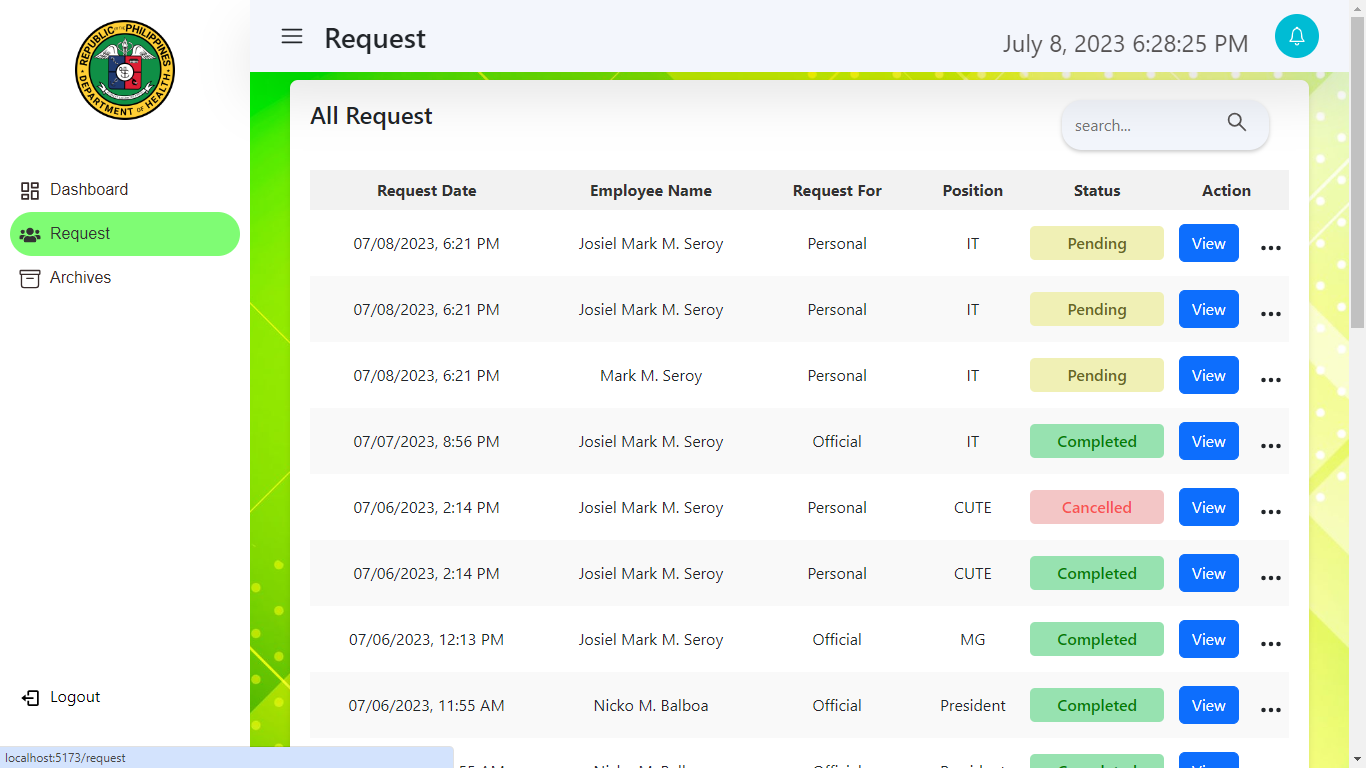 REPUBLIC OF THE PHILIPPINES
DEPARTMENT OF HEALTH
Request
July 8, 2023 6:28:25 PM
All Request
search...
Dashboard
Request
Archives
Logout
Request Date Employee Name Request For Position Status Action
07/08/2023, 6:21 PM Josiel Mark M. Seroy Personal IT Pending View ...
07/08/2023, 6:21 PM Josiel Mark M. Seroy Personal IT Pending View ...
07/08/2023, 6:21 PM Mark M. Seroy Personal IT Pending View ...
07/07/2023, 8:56 PM Josiel Mark M. Seroy Official IT Completed View ...
07/06/2023, 2:14 PM Josiel Mark M. Seroy Personal CUTE Cancelled View ...
07/06/2023, 2:14 PM Josiel Mark M. Seroy Personal CUTE Completed View ...
07/06/2023, 12:13 PM Josiel Mark M. Seroy Official MG Completed View ...
07/06/2023, 11:55 AM Nicko M. Balboa Official President Completed View ...
localhost:5173/request